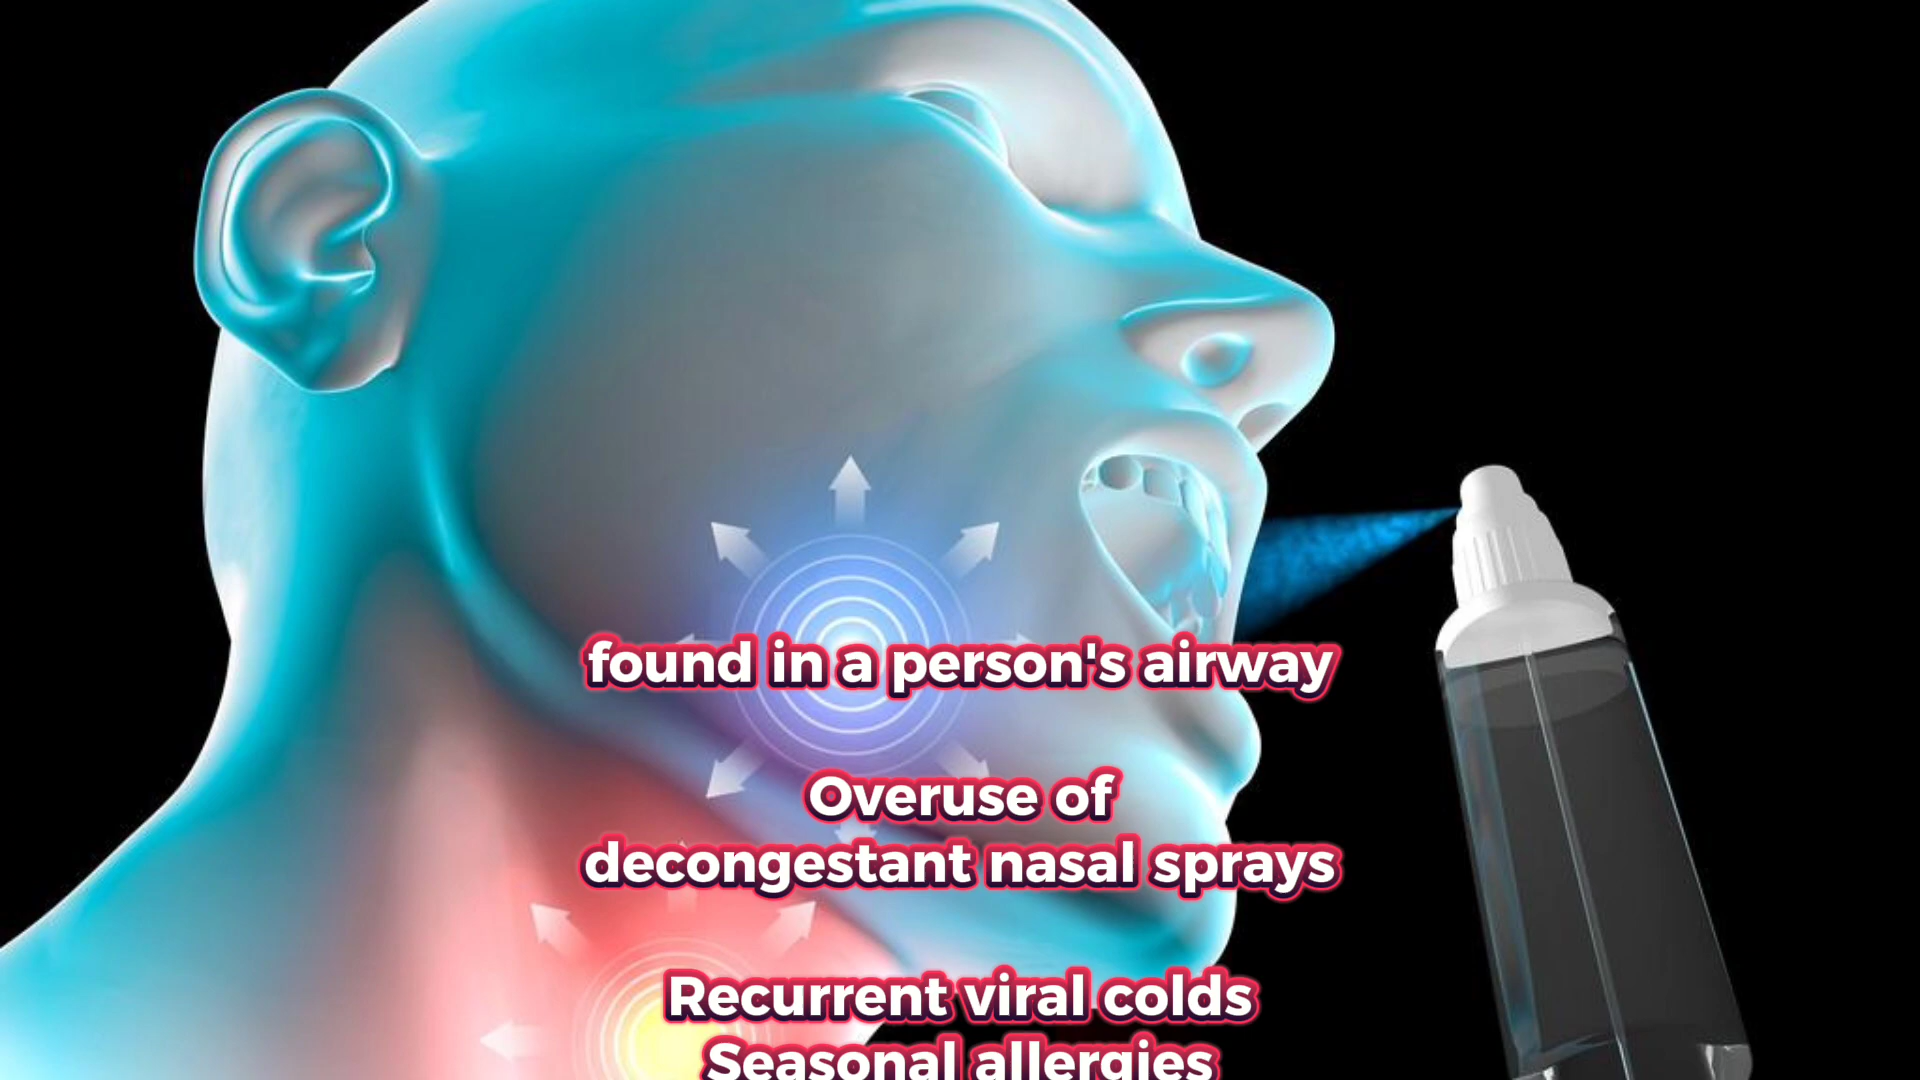 found in a person's airway
Overuse of
decongestant nasal sprays
Recurrent viral colds
Seasonal allergies